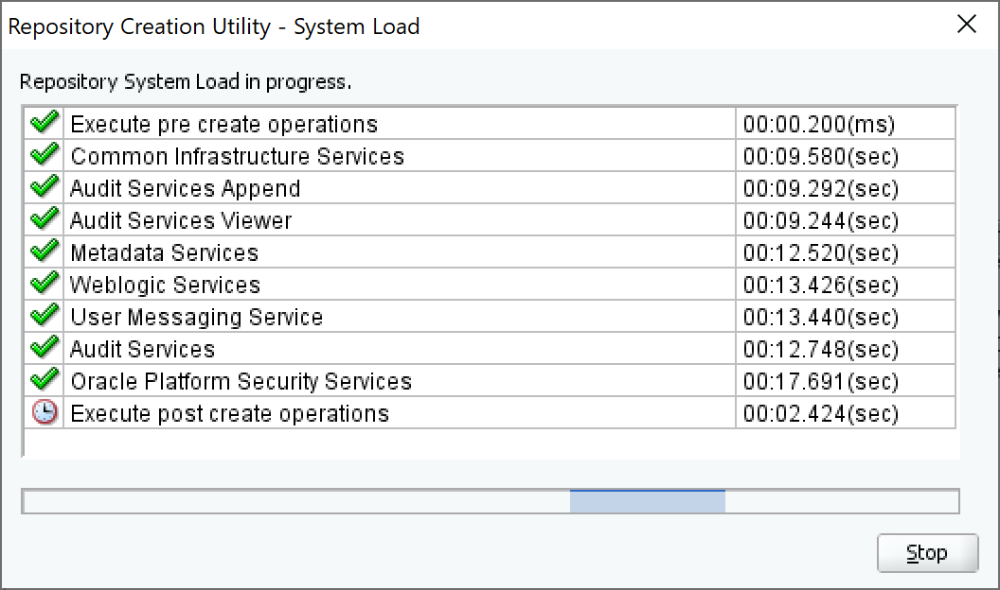 Repository Creation Utility - System Load
Repository System Load in progress.
Execute pre create operations 00:00.200(ms)
Common Infrastructure Services 00:09.580(sec)
Audit Services Append 00:09.292(sec)
Audit Services Viewer 00:09.244(sec)
Metadata Services 00:12.520(sec)
Weblogic Services 00:13.426(sec)
User Messaging Service 00:13.440(sec)
Audit Services 00:12.748(sec)
Oracle Platform Security Services 00:17.691(sec)
Execute post create operations 00:02.424(sec)
Stop